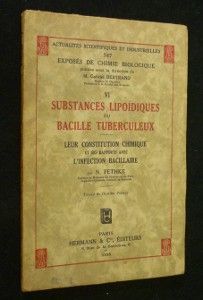 ACTUALITÉS SCIENTIFIQUES ET INDUSTRIELLES
EXPOSÉS DE CHIMIE BIOLOGIQUE
M. Gabriel BERTRAND
VI
SUBSTANCES LIPOÏDIQUES
DU
BACILLE TUBERCULEUX
LEUR CONSTITUTION CHIMIQUE
ET SES RAPPORTS AVEC
L'INFECTION BACILLAIRE
PAR
PARIS
HERMANN & Cie, ÉDITEURS